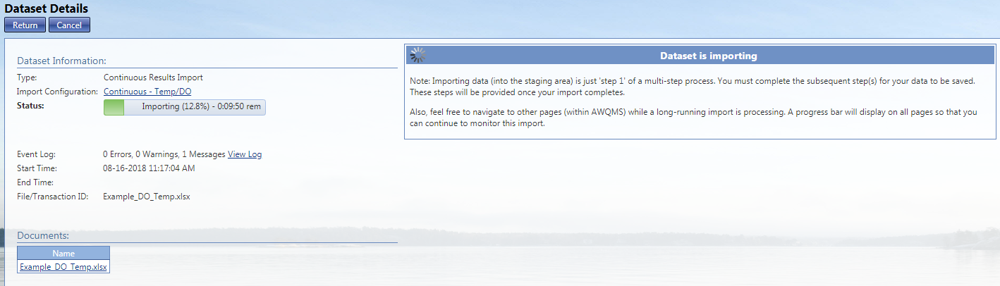 Dataset Details
Return Cancel
Dataset Information:
Type: Continuous Results Import
Import Configuration: Continuous - Temp/DO
Status: Importing (12.8%) - 0:09:50 rem
Event Log: 0 Errors, 0 Warnings, 1 Messages View Log
Start Time: 08-16-2018 11:17:04 AM
End Time:
File/Transaction ID: Example_DO_Temp.xlsx
Documents:
Name
Example_DO_Temp.xlsx
Dataset is importing
Note: Importing data (into the staging area) is just 'step 1' of a multi-step process. You must complete the subsequent step(s) for your data to be saved.
These steps will be provided once your import completes.
Also, feel free to navigate to other pages (within AWQMS) while a long-running import is processing. A progress bar will display on all pages so that you
can continue to monitor this import.